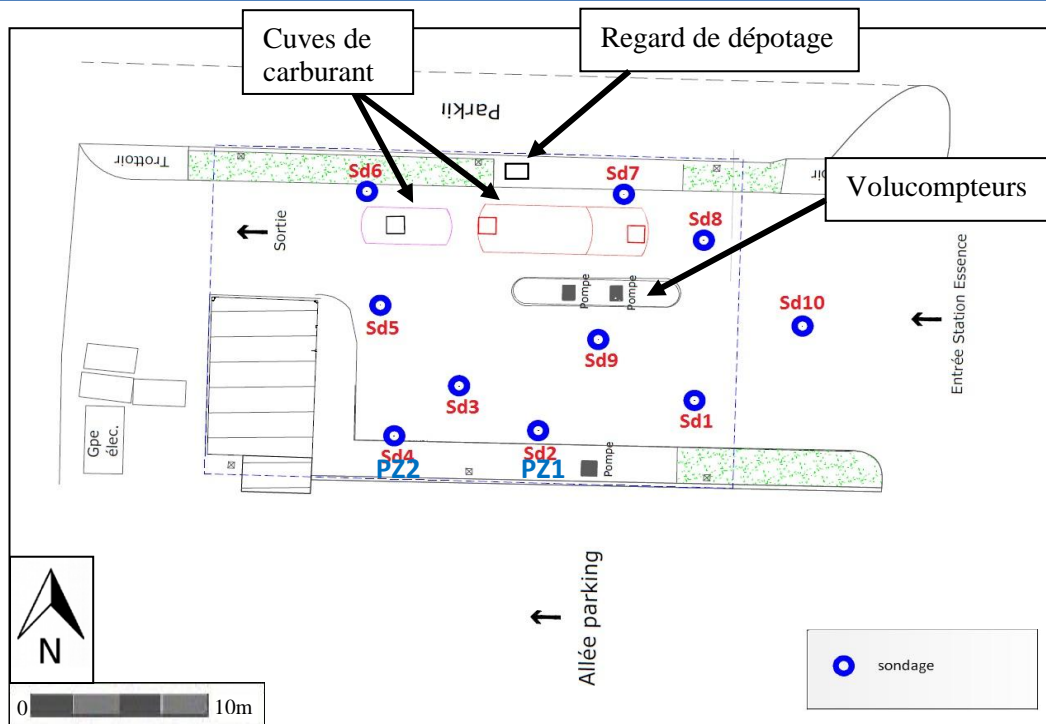 Cuves de
carburant
Regard de dépotage
Parkii
Trottoir
Sd6
Sd7
Volucompteurs
Sortie
Sd8
Pompe
Pompe
Sd5
Sd10
Entrée Station Essence
Sd9
Sd3
Sd1
Gpe
élec.
Sd4
Sd2
PZ2
PZ1
Pompe
Allée parking
N
sondage
0
10m